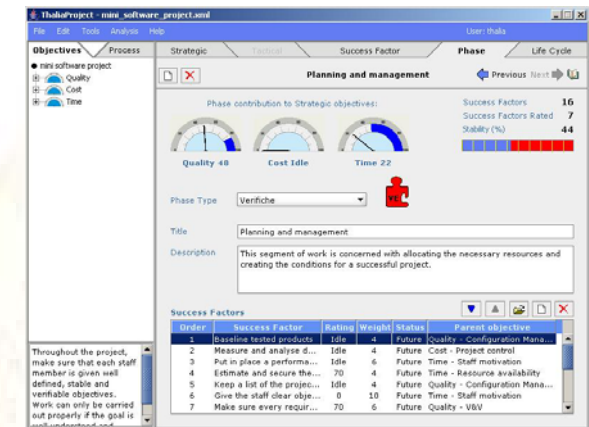 ThaliaProject - mini_software_project.xml
File Edit Tools Analysis Help
User: thalia
Objectives Process
Strategic Tactical Success Factor Phase Life Cycle
mini software project
Quality
Cost
Time
Planning and management
Previous Next
Phase contribution to Strategic objectives:
Quality 48 Cost Idle Time 22
Success Factors 16
Success Factors Rated 7
Stability (%) 44
Phase Type Verifiche
Title Planning and management
Description This segment of work is concerned with allocating the necessary resources and
creating the conditions for a successful project.
Success Factors
Order Success Factor Rating Weight Status Parent objective
1 Baseline tested products Idle 4 Future Quality - Configuration Mana...
2 Measure and analyse d... Idle 4 Future Cost - Project control
3 Put in place a performa... Idle 6 Future Time - Staff motivation
4 Estimate and secure the... 70 4 Future Time - Resource availability
5 Keep a list of the projec... Idle 4 Future Quality - Configuration Mana...
6 Give the staff clear obje... 0 10 Future Time - Staff motivation
7 Make sure every requir... 70 6 Future Quality - V&V
Throughout the project,
make sure that each staff
member is given well
defined, stable and
verifiable objectives.
Work can only be carried
out properly if the goal is
well understood and